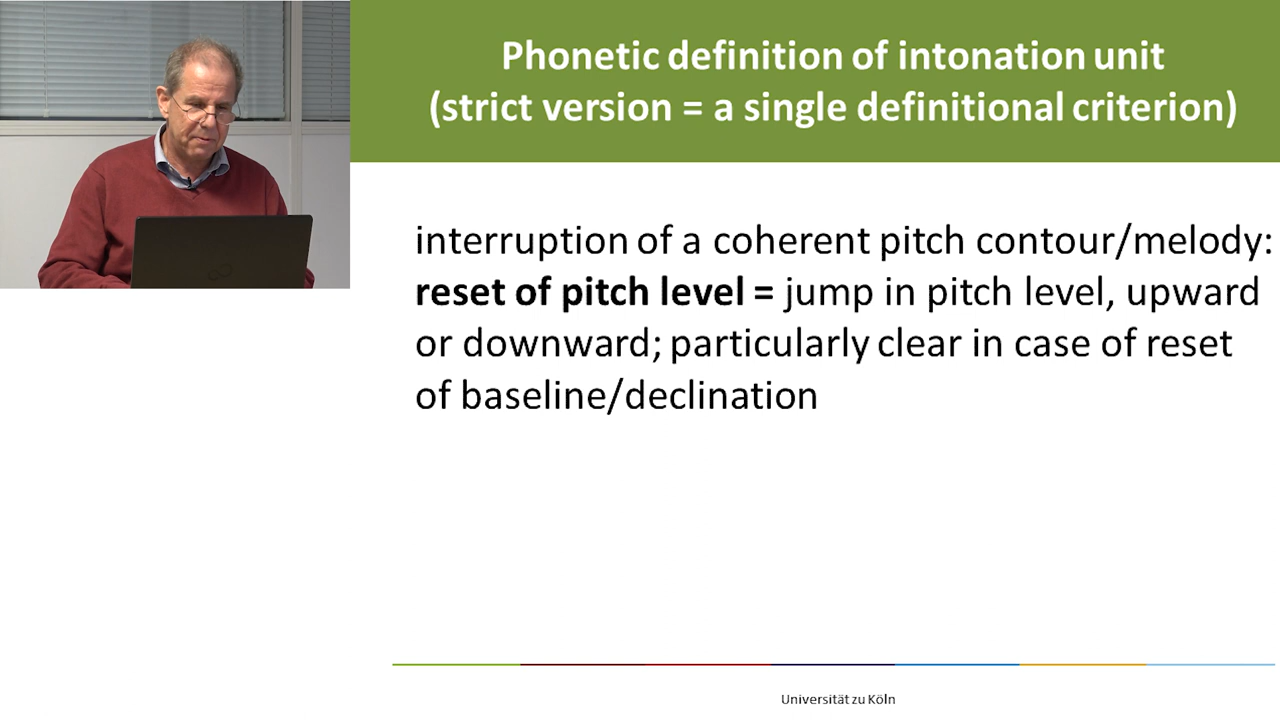 Phonetic definition of intonation unit
(strict version = a single definitional criterion)
interruption of a coherent pitch contour/melody:
reset of pitch level = jump in pitch level, upward
or downward; particularly clear in case of reset
of baseline/declination
Universität zu Köln